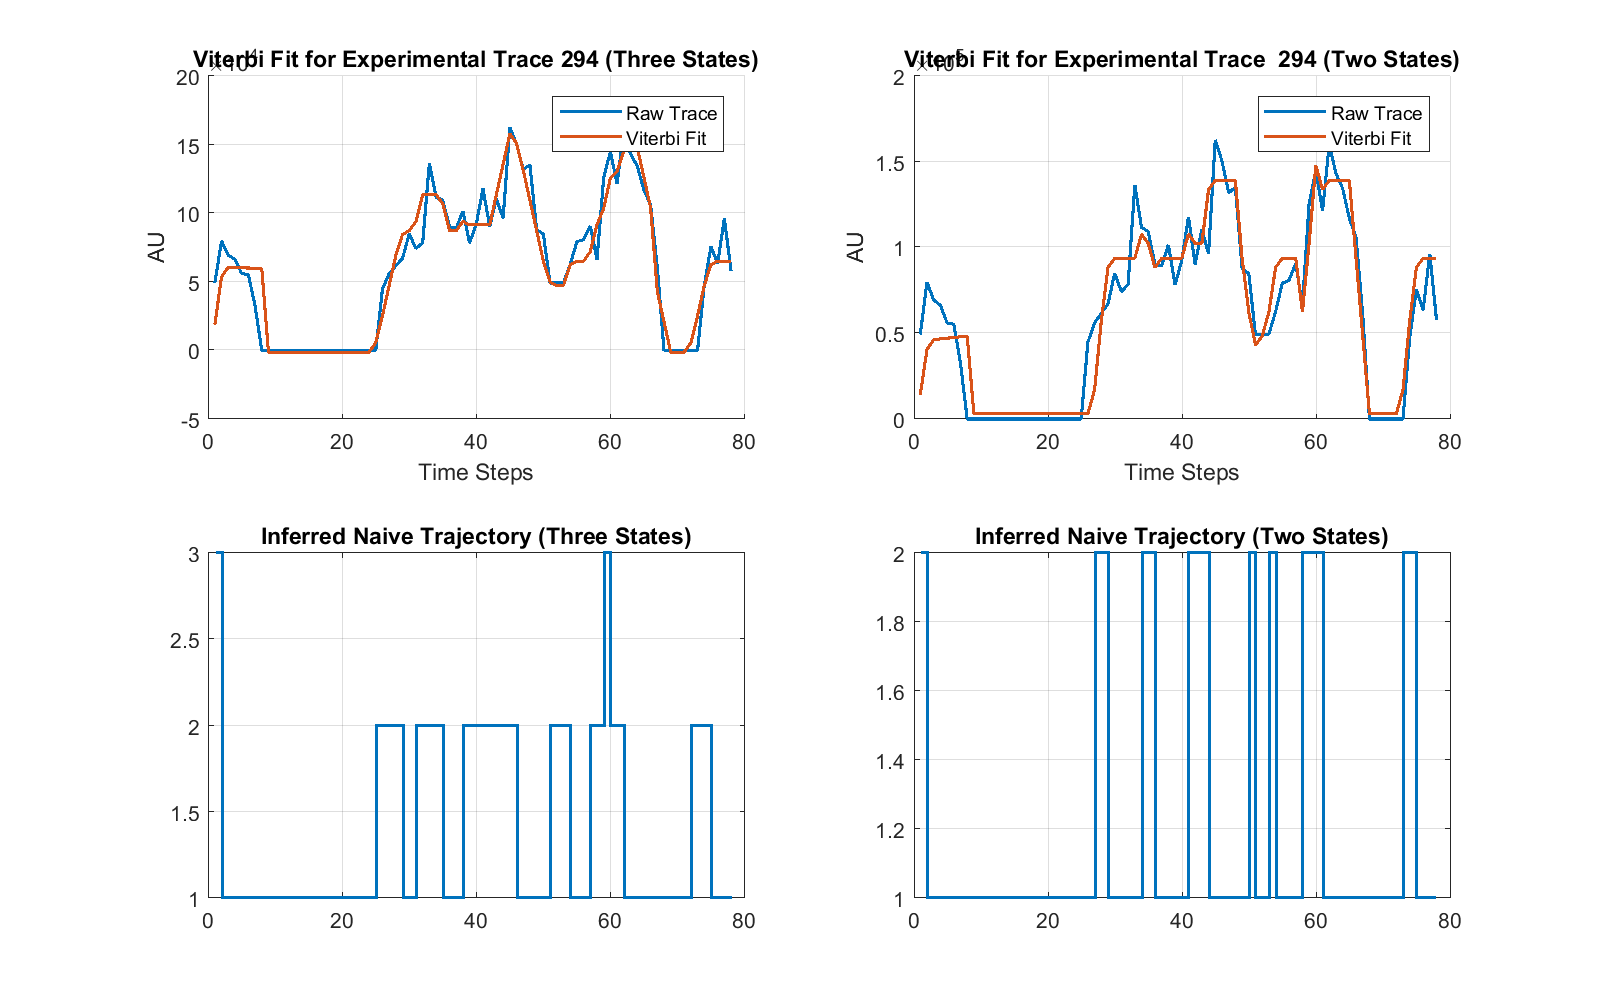 Viterbi Fit for Experimental Trace 294 (Three States)
20
15
10
5
0
-5
AU
Raw Trace
Viterbi Fit
0 20 40 60 80
Time Steps
Viterbi Fit for Experimental Trace 294 (Two States)
2
1.5
1
0.5
0
AU
Raw Trace
Viterbi Fit
0 20 40 60 80
Time Steps
Inferred Naive Trajectory (Three States)
3
2.5
2
1.5
1
0 20 40 60 80
Inferred Naive Trajectory (Two States)
2
1.8
1.6
1.4
1.2
1
0 20 40 60 80